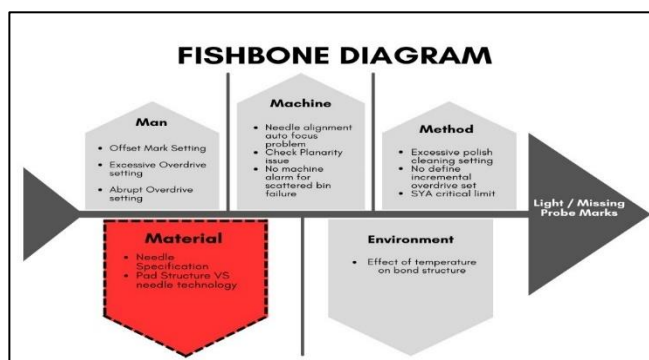 FISHBONE DIAGRAM
Man
• Offset Mark Setting
• Excessive Overdrive
setting
• Abrupt Overdrive
setting
Machine
• Needle alignment
auto focus
problem
• Check Planarity
issue
• No machine
alarm for
scattered bin
failure
Method
• Excessive polish
cleaning setting
• No define
incremental
overdrive set
• SYA critical limit
Light / Missing
Probe Marks
Material
• Needle
Specification
• Pad Structure VS
needle technology
Environment
• Effect of temperature
on bond structure